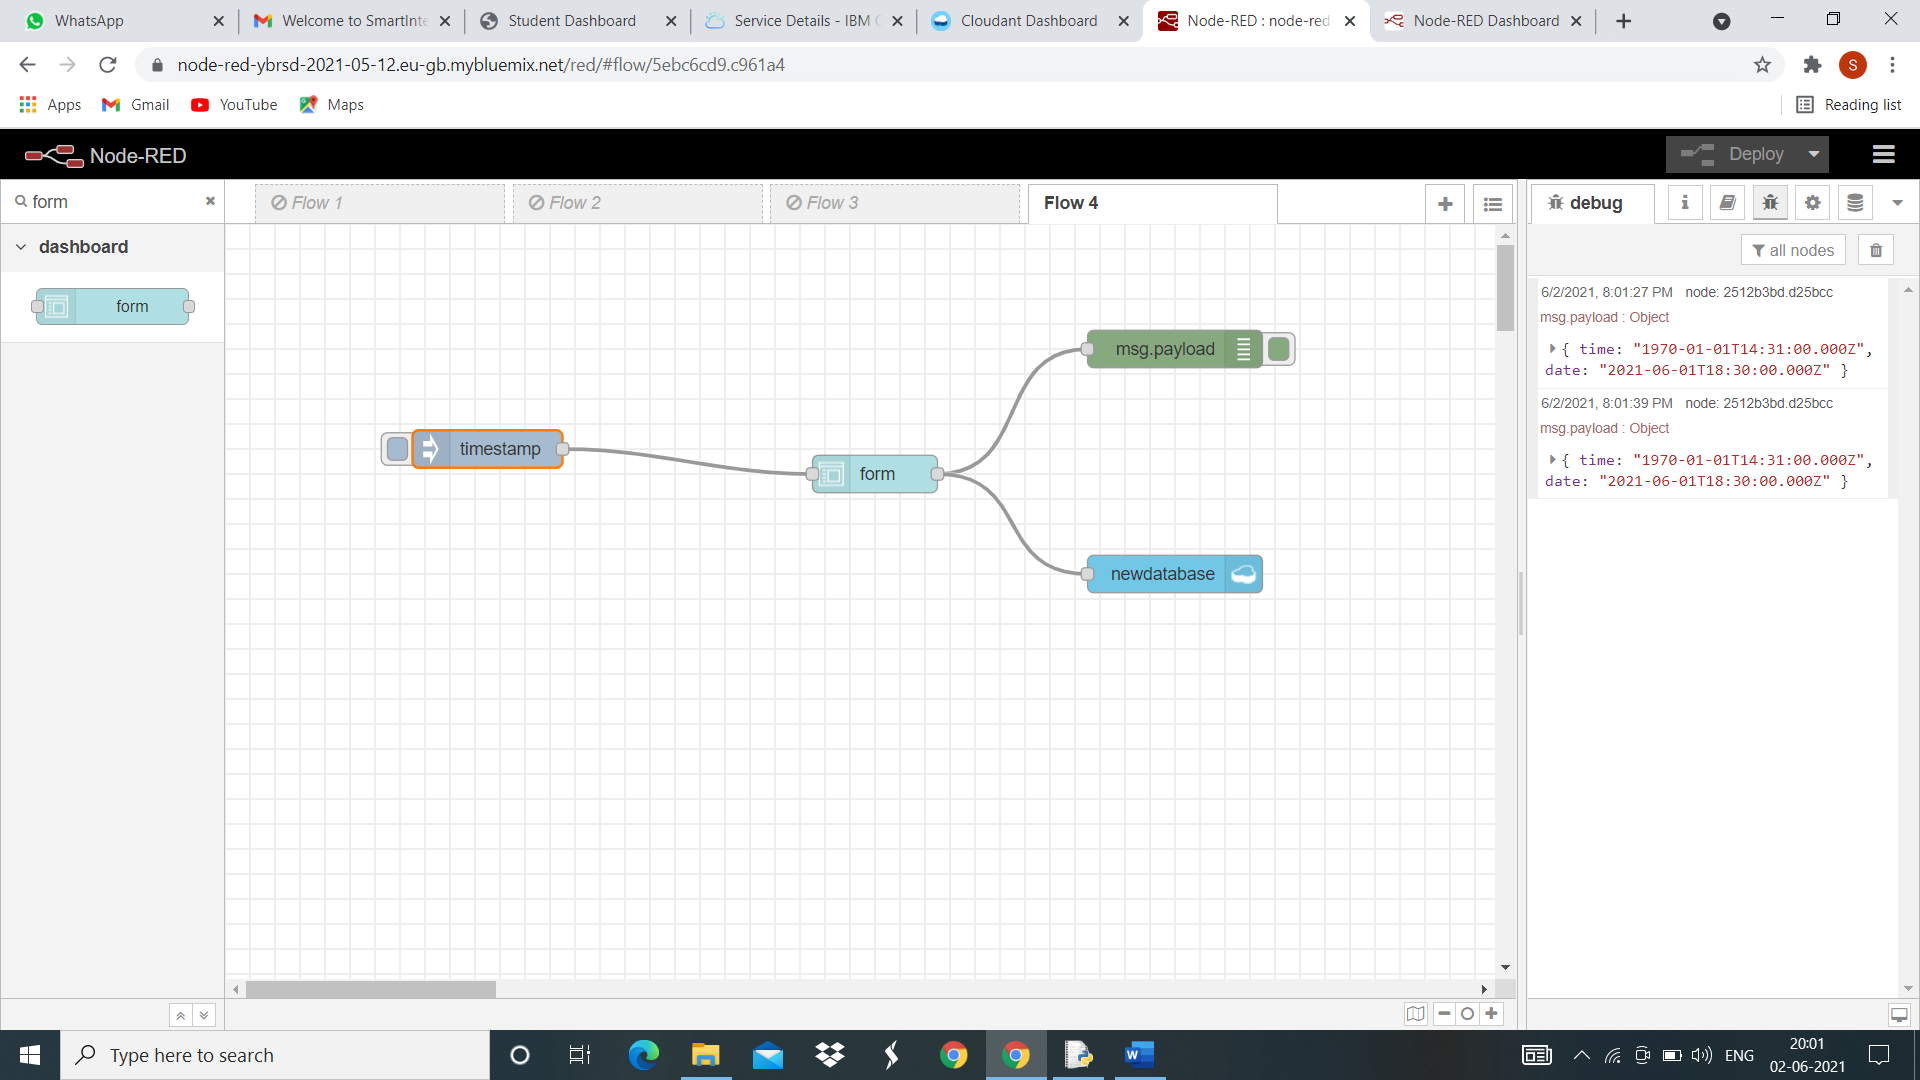 WhatsApp
Welcome to SmartInte
Student Dashboard
Service Details - IBM C
Cloudant Dashboard
Node-RED : node-red
Node-RED Dashboard
node-red-ybrsd-2021-05-12.eu-gb.mybluemix.net/red/#flow/5ebc6cd9.c961a4
S
Apps
Gmail
YouTube
Maps
Reading list
Node-RED
Deploy
form
Flow 1
Flow 2
Flow 3
Flow 4
debug
dashboard
all nodes
form
6/2/2021, 8:01:27 PM node: 2512b3bd.d25bcc
msg.payload : Object
{ time: "1970-01-01T14:31:00.000Z",
date: "2021-06-01T18:30:00.000Z" }
6/2/2021, 8:01:39 PM node: 2512b3bd.d25bcc
msg.payload : Object
{ time: "1970-01-01T14:31:00.000Z",
date: "2021-06-01T18:30:00.000Z" }
msg.payload
timestamp
form
newdatabase
Type here to search
ENG
20:01
02-06-2021